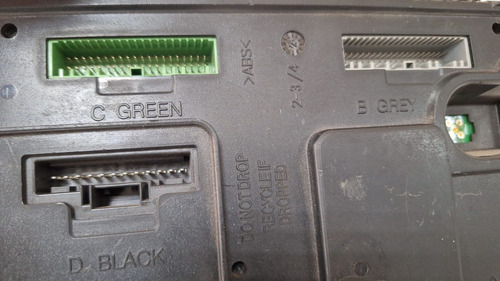 C GREEN
>ABS<
2-3/4
B GREY
DO NOT DROP
RECYCLE IF
DROPPED
D BLACK